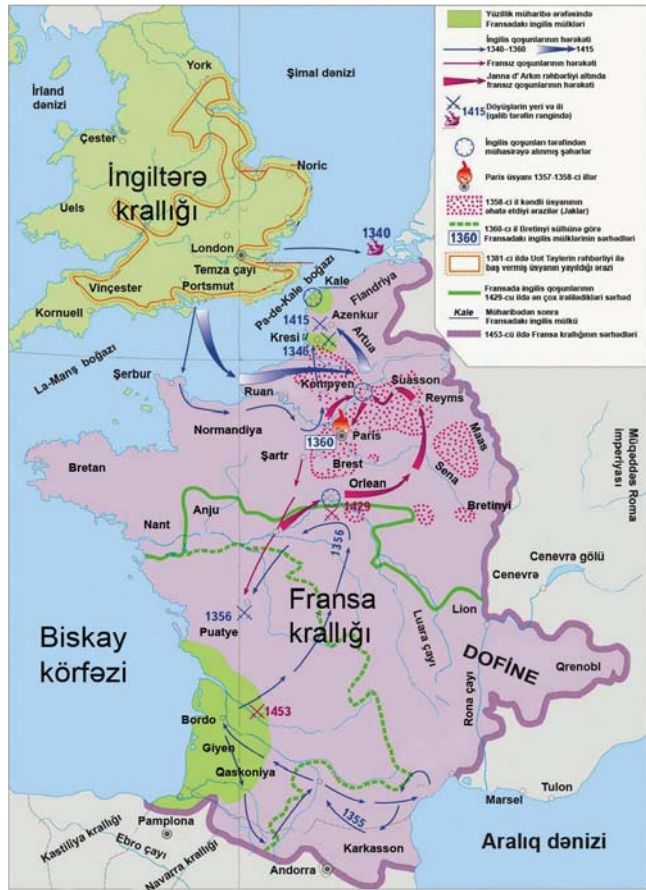 York
Şimal dənizi
İrland
dənizi
Çester
Noric
İngiltərə
krallığı
Uels
London
Temza çayı
Vinçester
Portsmut
Kornuell
1340
Pa-de-Kale boğazı
Kale
Flandriya
Azenkur
1415
Artua
Kresi
1346
La-Manş boğazı
Şerbur
Ruan
Kompyen
Suasson
Reyms
Normandiya
Paris
1360
Maas
Müqəddəs Roma
imperiyası
Bretan
Şartr
Brest
Sena
Orlean
Bretinyi
1429
Anju
Nant
1356
Cenevrə gölü
Cenevrə
1356
Puatye
Fransa
krallığı
Lion
Luara çayı
Biskay
körfəzi
DOFİNE
Qrenobl
Rona çayı
1453
Bordo
Giyen
Qaskoniya
1355
Marsel
Tulon
Pamplona
Kastiliya krallığı
Ebro çayı
Navarra krallığı
Karkasson
Andorra
Aralıq dənizi
Yüzillik müharibə ərəfəsində
Fransadakı ingilis mülkləri
İngilis qoşunlarının hərəkəti
1340-1360
1415
Fransız qoşunlarının hərəkəti
Janna d' Arkın rəhbərliyi altında
fransız qoşunlarının hərəkəti
1415
Döyüşlərin yeri və ili
(qalib tərəfin rəngində)
İngilis qoşunları tərəfindən
mühasirəyə alınmış şəhərlər
Paris üsyanı 1357-1358-ci illər
1358-ci il kəndli üsyanının
əhatə etdiyi ərazilər (Jaklar)
1360
1360-cı il Bretinyi sülhünə görə
Fransadakı ingilis mülklərinin sərhədləri
1381-ci ildə Uot Taylerin rəhbərliyi ilə
baş vermiş üsyanın yayıldığı ərazi
Fransada ingilis qoşunlarının
1429-cu ildə ən çox irəlilədikləri sərhəd
Kale
Müharibədən sonra
Fransadakı ingilis mülkü
1453-cü ildə Fransa krallığının sərhədləri